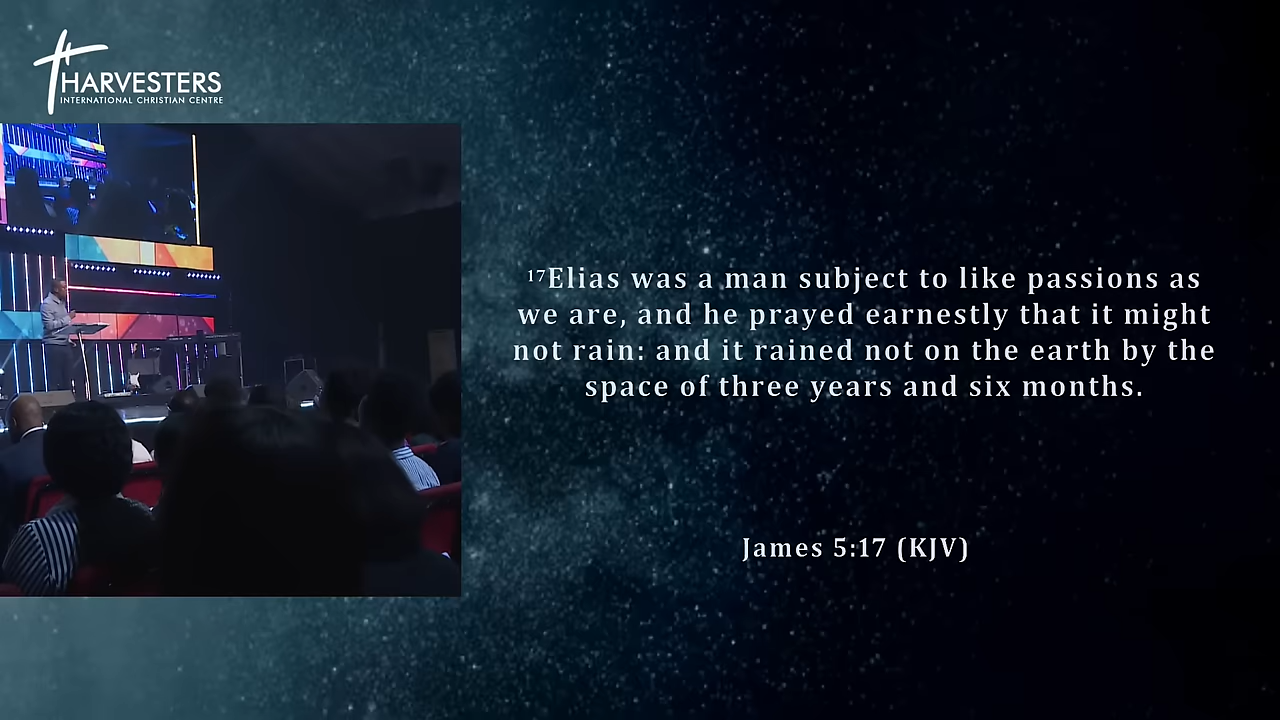 HARVESTERS
INTERNATIONAL CHRISTIAN CENTRE
17Elias was a man subject to like passions as
we are, and he prayed earnestly that it might
not rain: and it rained not on the earth by the
space of three years and six months.
James 5:17 (KJV)